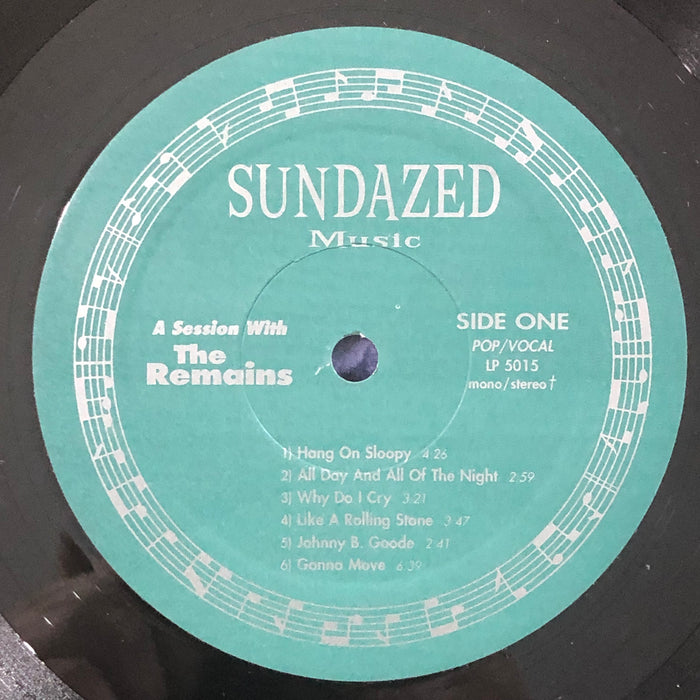 SUNDAZED
Music
A Session With
The
Remains
SIDE ONE
POP/VOCAL
LP 5015
mono/stereo†
1) Hang On Sloopy 4:26
2) All Day And All Of The Night 2:59
3) Why Do I Cry 3:21
4) Like A Rolling Stone 3:47
5) Johnny B. Goode 2:41
6) Gonna Move 6:39